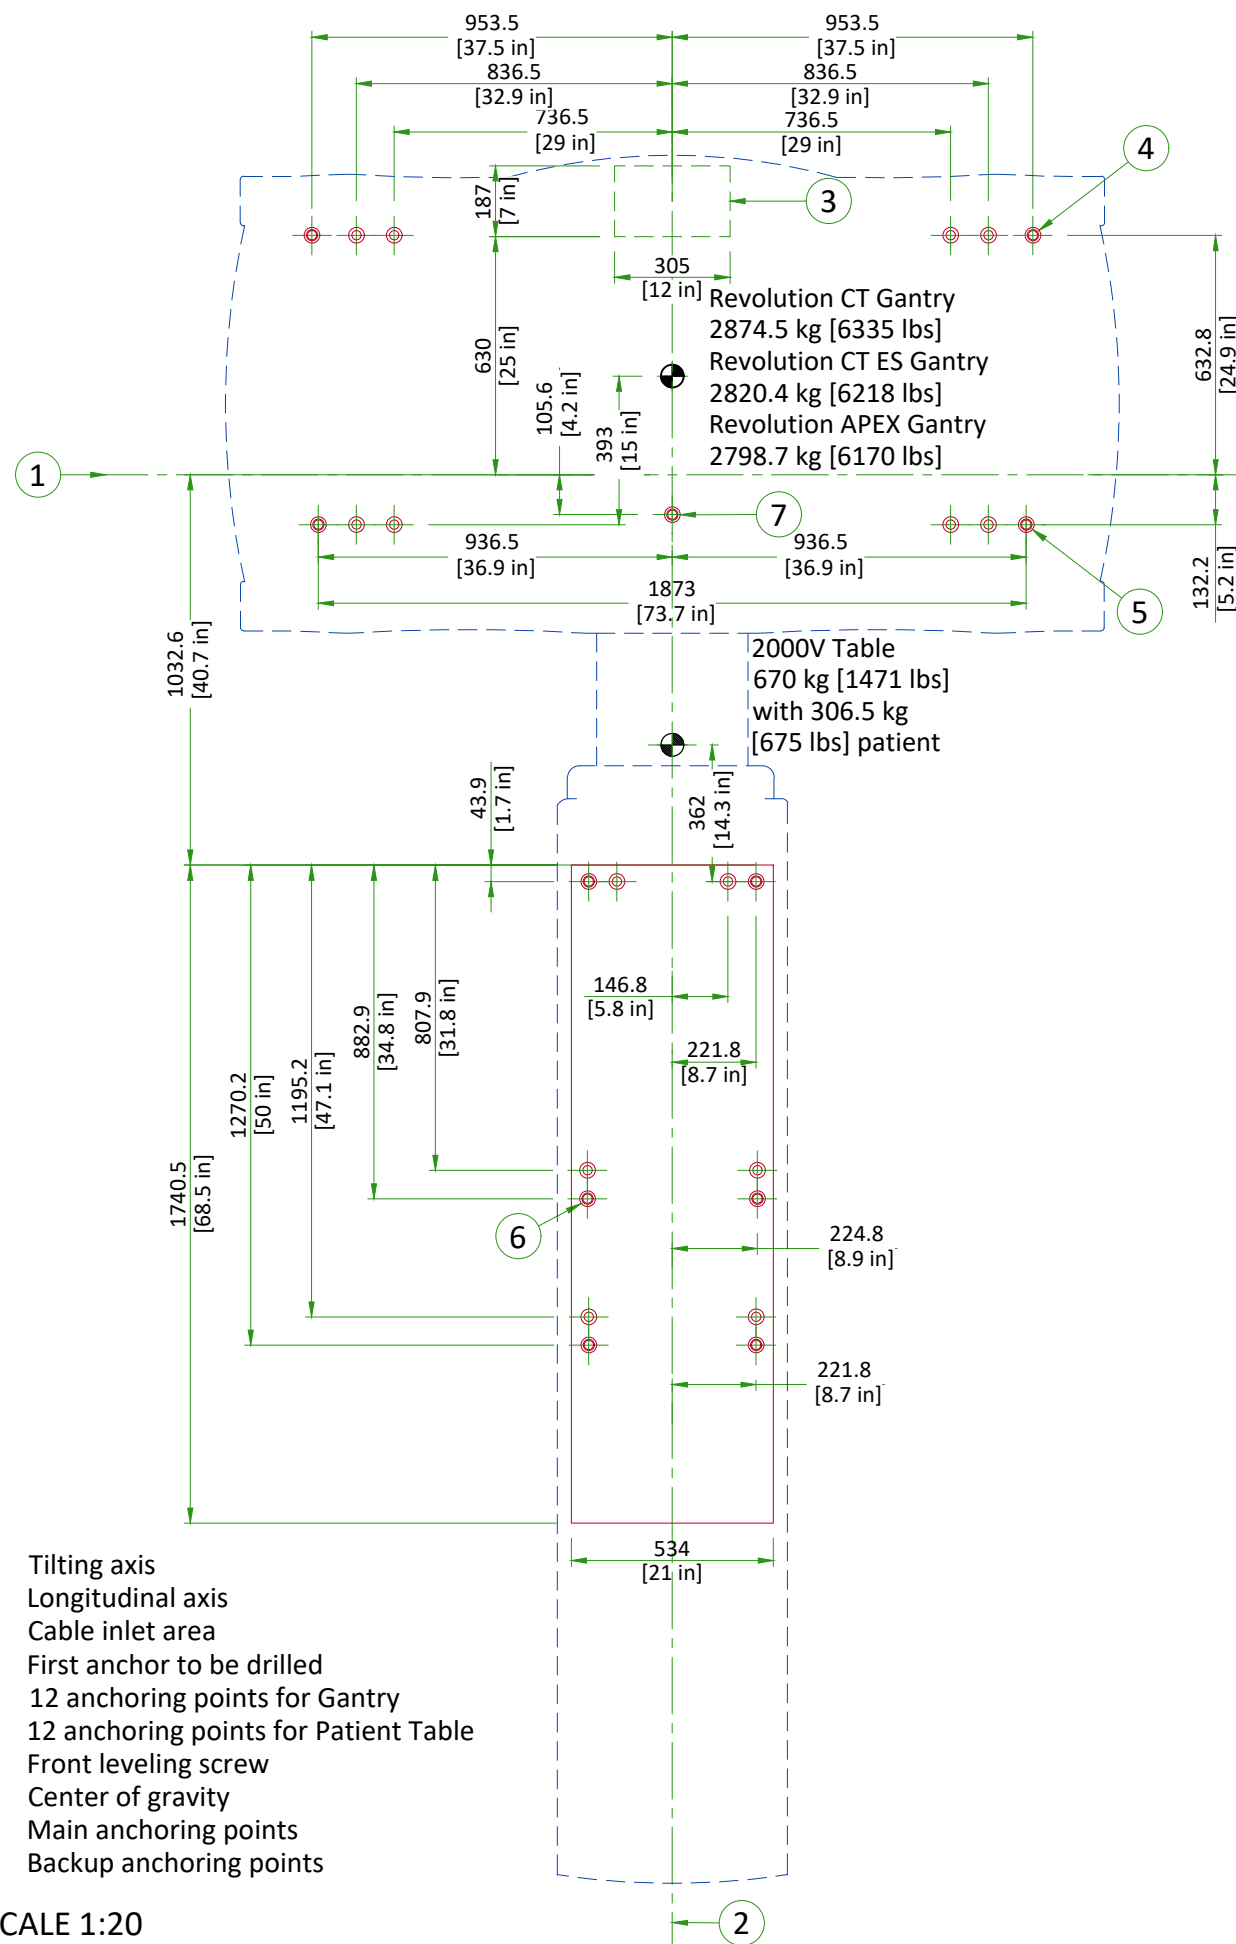 953.5
[37.5 in]
953.5
[37.5 in]
836.5
[32.9 in]
836.5
[32.9 in]
736.5
[29 in]
736.5
[29 in]
4
187
[7 in]
3
305
[12 in]
Revolution CT Gantry
2874.5 kg [6335 lbs]
Revolution CT ES Gantry
2820.4 kg [6218 lbs]
Revolution APEX Gantry
2798.7 kg [6170 lbs]
630
[25 in]
632.8
[24.9 in]
105.6
[4.2 in]
393
[15 in]
1
7
936.5
[36.9 in]
936.5
[36.9 in]
1873
[73.7 in]
132.2
[5.2 in]
5
1032.6
[40.7 in]
2000V Table
670 kg [1471 lbs]
with 306.5 kg
[675 lbs] patient
43.9
[1.7 in]
362
[14.3 in]
146.8
[5.8 in]
221.8
[8.7 in]
807.9
[31.8 in]
882.9
[34.8 in]
1195.2
[47.1 in]
1270.2
[50 in]
1740.5
[68.5 in]
6
224.8
[8.9 in]
221.8
[8.7 in]
534
[21 in]
Tilting axis
Longitudinal axis
Cable inlet area
First anchor to be drilled
12 anchoring points for Gantry
12 anchoring points for Patient Table
Front leveling screw
Center of gravity
Main anchoring points
Backup anchoring points
CALE 1:20
2